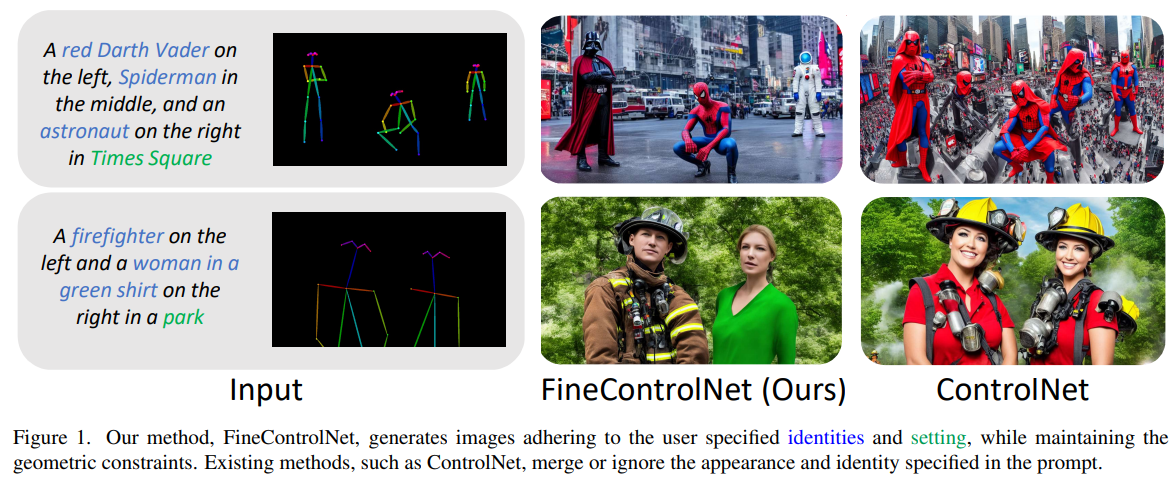 A red Darth Vader on
the left, Spiderman in
the middle, and an
astronaut on the right
in Times Square
A firefighter on the
left and a woman in a
green shirt on the
right in a park
Input
FineControlNet (Ours)
ControlNet
Figure 1. Our method, FineControlNet, generates images adhering to the user specified identities and setting, while maintaining the
geometric constraints. Existing methods, such as ControlNet, merge or ignore the appearance and identity specified in the prompt.